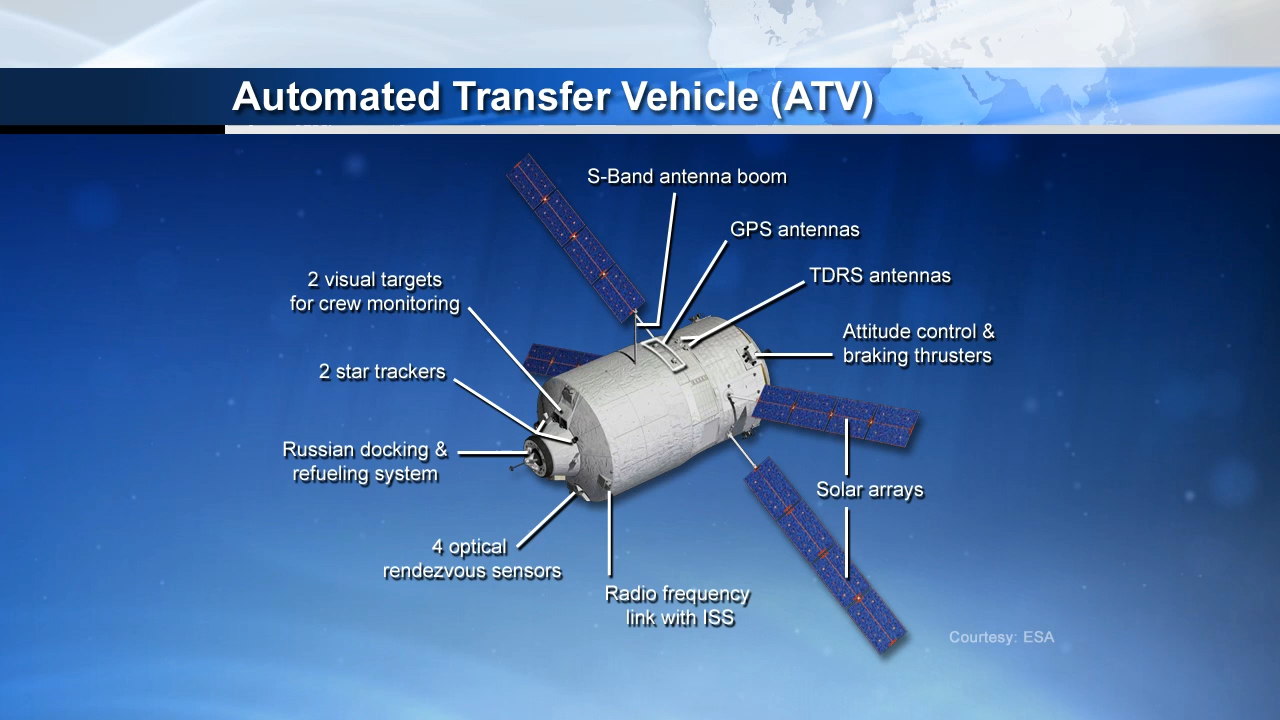 Automated Transfer Vehicle (ATV)
S-Band antenna boom
GPS antennas
TDRS antennas
2 visual targets
for crew monitoring
Attitude control &
braking thrusters
2 star trackers
Russian docking &
refueling system
Solar arrays
4 optical
rendezvous sensors
Radio frequency
link with ISS
Courtesy: ESA